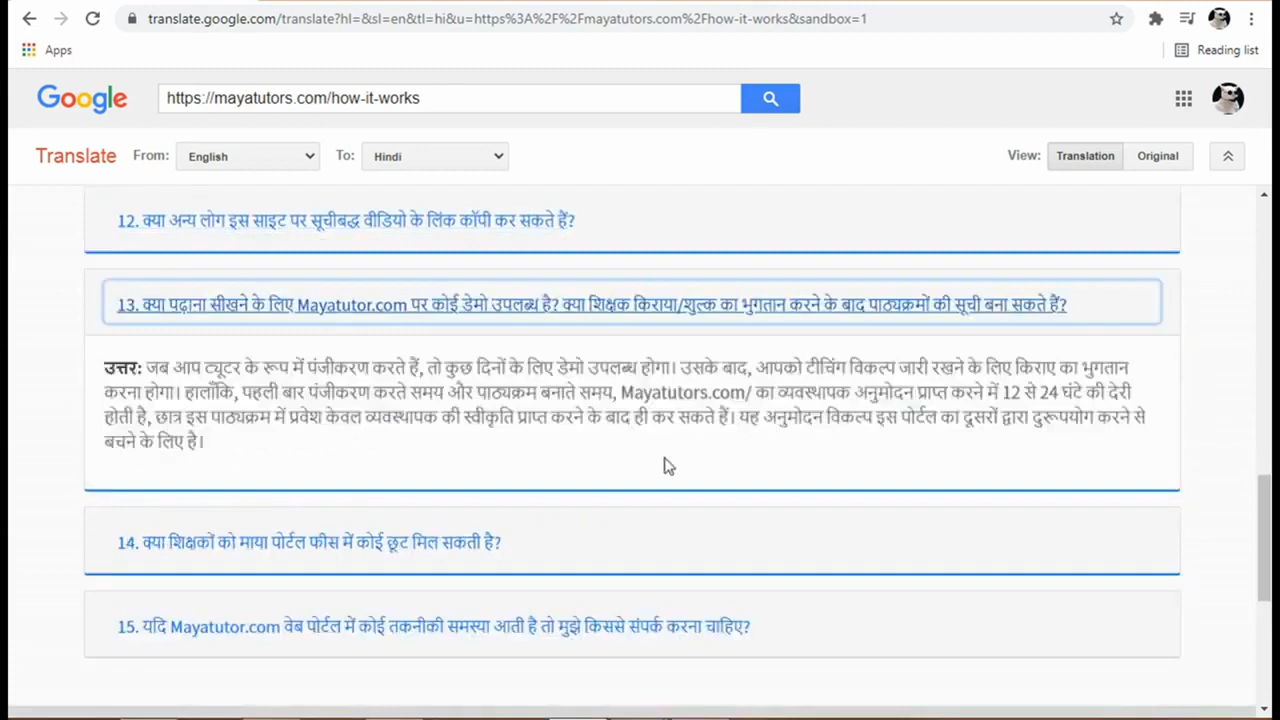 translate.google.com/translate?hl=&sl=en&tl=hi&u=https%3A%2F%2Fmayatutors.com%2Fhow-it-works&sandbox=1
Apps
Reading list
Google
https://mayatutors.com/how-it-works
Translate From: English To: Hindi View: Translation Original
12. क्या अन्य लोग इस साइट पर सूचीबद्ध वीडियो के लिंक कॉपी कर सकते हैं?
13. क्या पढ़ाना सीखने के लिए Mayatutor.com पर कोई डेमो उपलब्ध है? क्या शिक्षक किराया/शुल्क का भुगतान करने के बाद पाठ्यक्रमों की सूची बना सकते हैं?
उत्तर: जब आप ट्यूटर के रूप में पंजीकरण करते हैं, तो कुछ दिनों के लिए डेमो उपलब्ध होगा। उसके बाद, आपको टीचिंग विकल्प जारी रखने के लिए किराए का भुगतान
करना होगा। हालाँकि, पहली बार पंजीकरण करते समय और पाठ्यक्रम बनाते समय, Mayatutors.com/ का व्यवस्थापक अनुमोदन प्राप्त करने में 12 से 24 घंटे की देरी
होती है, छात्र इस पाठ्यक्रम में प्रवेश केवल व्यवस्थापक की स्वीकृति प्राप्त करने के बाद ही कर सकते हैं। यह अनुमोदन विकल्प इस पोर्टल का दूसरों द्वारा दुरूपयोग करने से
बचने के लिए है।
14. क्या शिक्षकों को माया पोर्टल फीस में कोई छूट मिल सकती है?
15. यदि Mayatutor.com वेब पोर्टल में कोई तकनीकी समस्या आती है तो मुझे किससे संपर्क करना चाहिए?